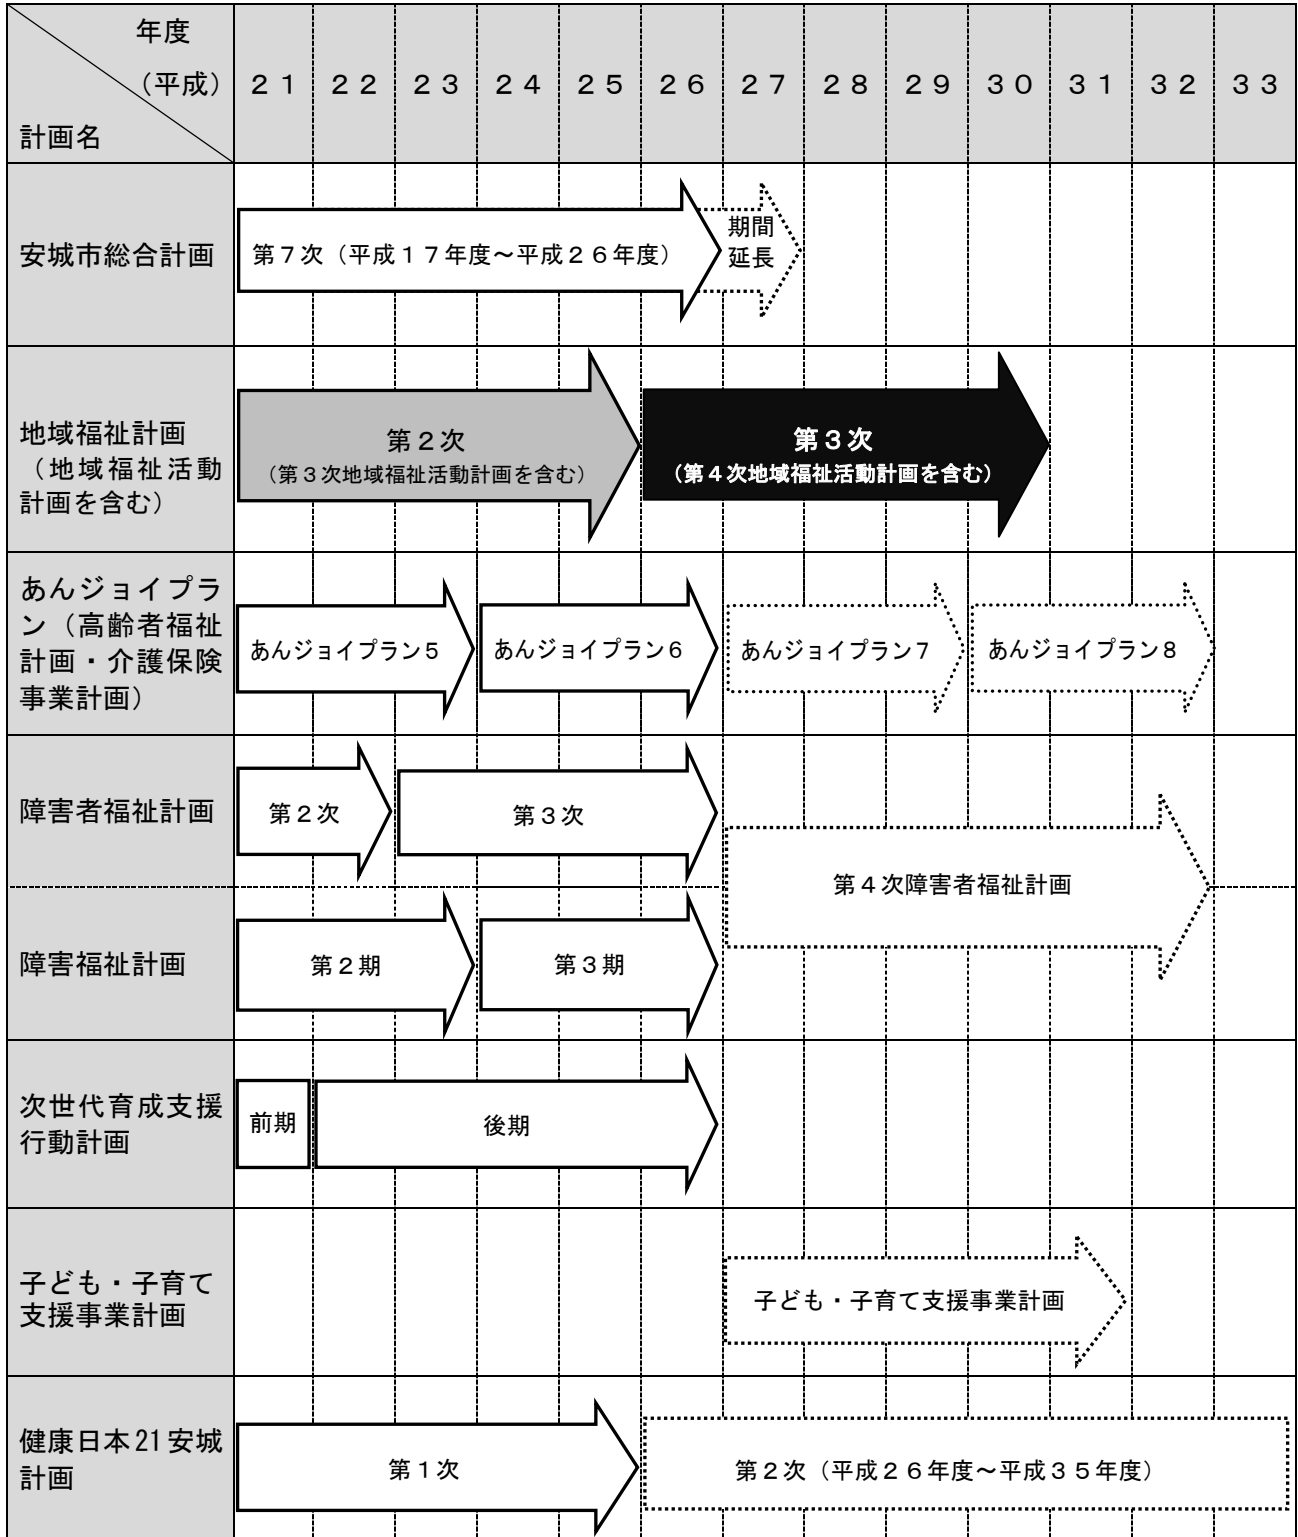 年度
（平成）
計画名
２１ ２２ ２３ ２４ ２５ ２６ ２７ ２８ ２９ ３０ ３１ ３２ ３３
安城市総合計画
第７次（平成１７年度～平成２６年度）
期間
延長
地域福祉計画
（地域福祉活動
計画を含む）
第２次
（第３次地域福祉活動計画を含む）
第３次
（第４次地域福祉活動計画を含む）
あんジョイプラ
ン（高齢者福祉
計画・介護保険
事業計画）
あんジョイプラン５
あんジョイプラン６
あんジョイプラン７
あんジョイプラン８
障害者福祉計画
第２次
第３次
第４次障害者福祉計画
障害福祉計画
第２期
第３期
次世代育成支援
行動計画
前期
後期
子ども・子育て
支援事業計画
子ども・子育て支援事業計画
健康日本21安城
計画
第１次
第２次（平成２６年度～平成３５年度）